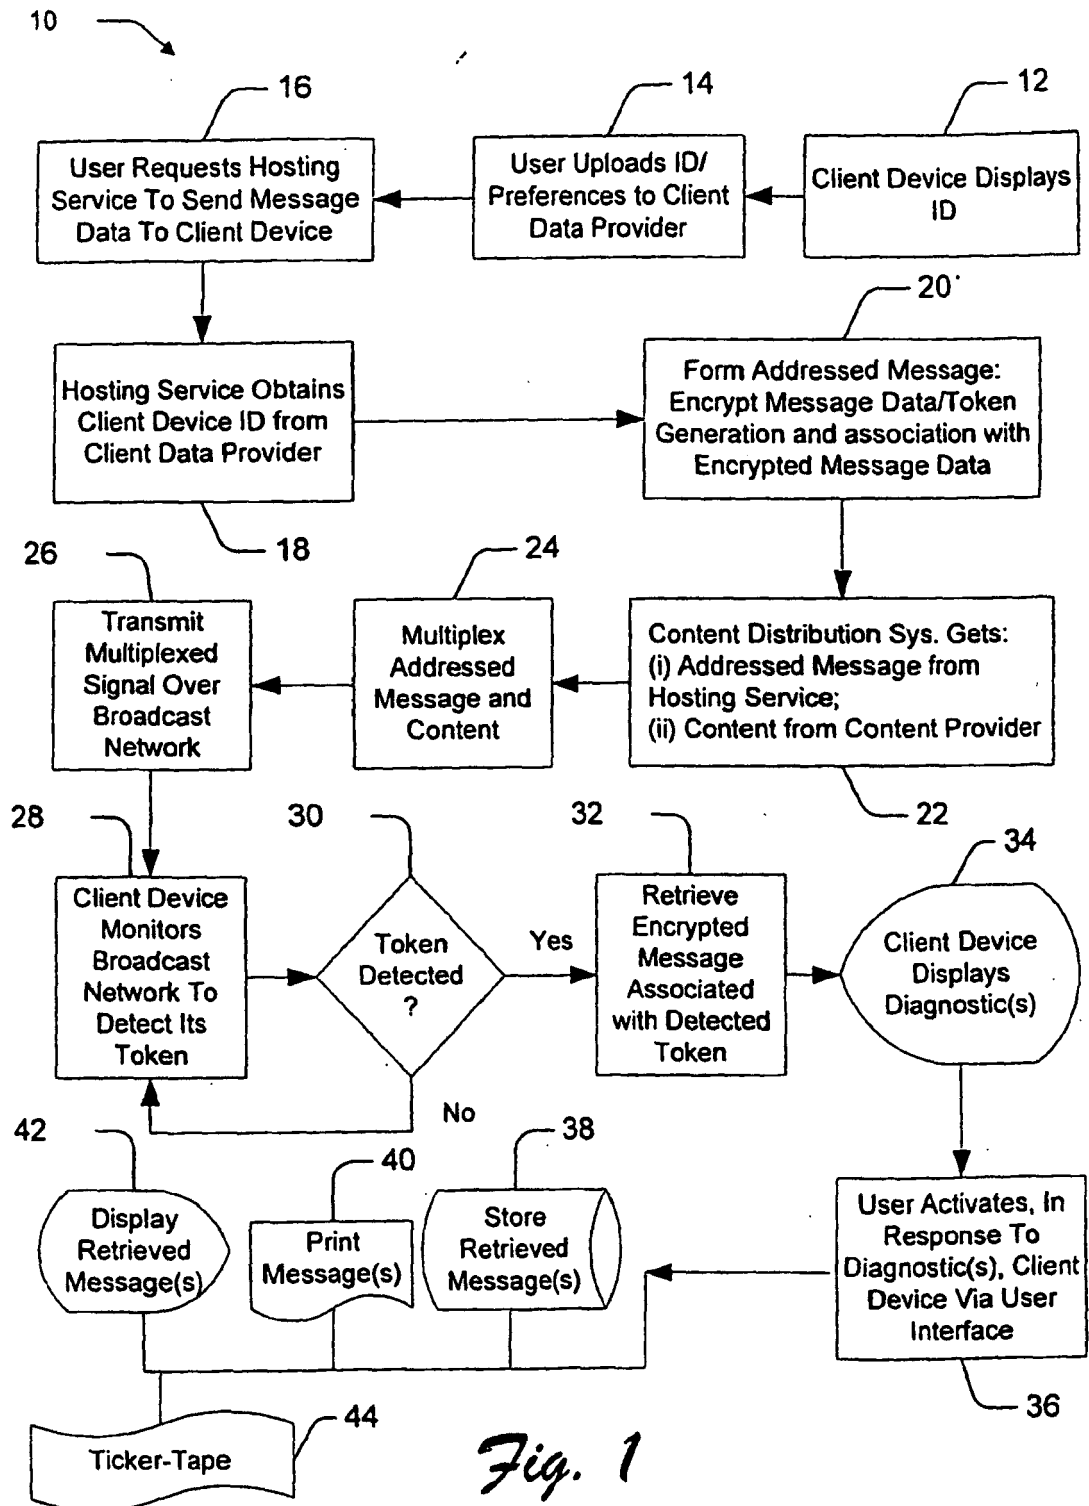 10
16
14
12
User Requests Hosting
Service To Send Message
Data To Client Device
User Uploads ID/
Preferences to Client
Data Provider
Client Device Displays
ID
20
Hosting Service Obtains
Client Device ID from
Client Data Provider
Form Addressed Message:
Encrypt Message Data/Token
Generation and association with
Encrypted Message Data
18
26
24
Transmit
Multiplexed
Signal Over
Broadcast
Network
Multiplex
Addressed
Message and
Content
Content Distribution Sys. Gets:
(i) Addressed Message from
Hosting Service;
(ii) Content from Content Provider
22
28
30
32
34
Client Device
Monitors
Broadcast
Network To
Detect Its
Token
Token
Detected
?
Yes
No
Retrieve
Encrypted
Message
Associated
with Detected
Token
Client Device
Displays
Diagnostic(s)
42
40
38
Display
Retrieved
Message(s)
Print
Message(s)
Store
Retrieved
Message(s)
User Activates, In
Response To
Diagnostic(s), Client
Device Via User
Interface
36
44
Ticker-Tape
Fig. 1